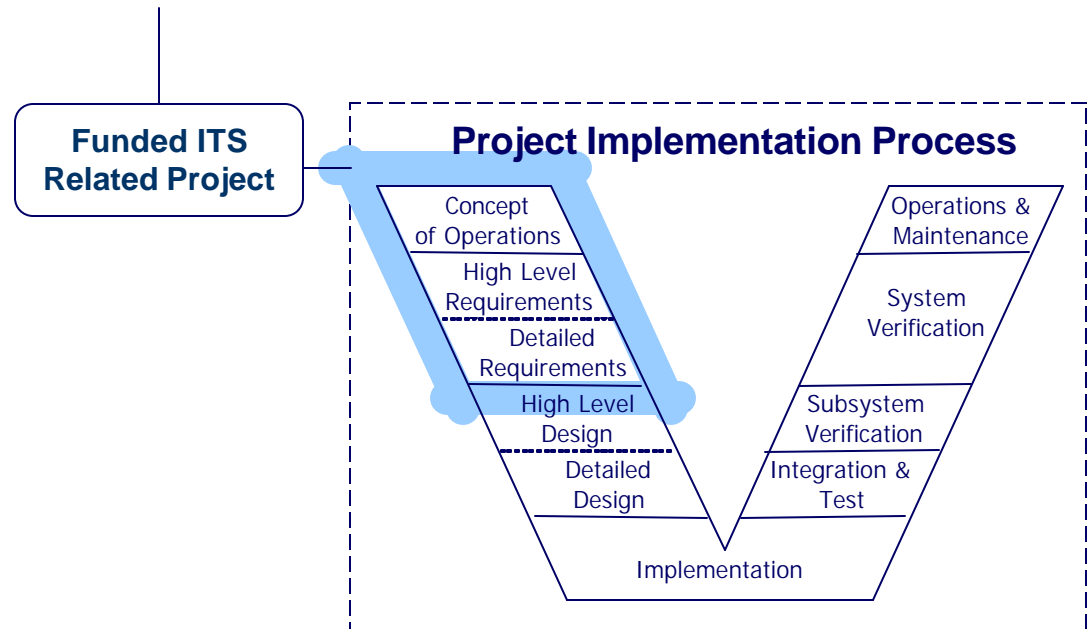 Funded ITS
Related Project
Project Implementation Process
Concept
of Operations
High Level
Requirements
Detailed
Requirements
High Level
Design
Detailed
Design
Implementation
Operations &
Maintenance
System
Verification
Subsystem
Verification
Integration &
Test